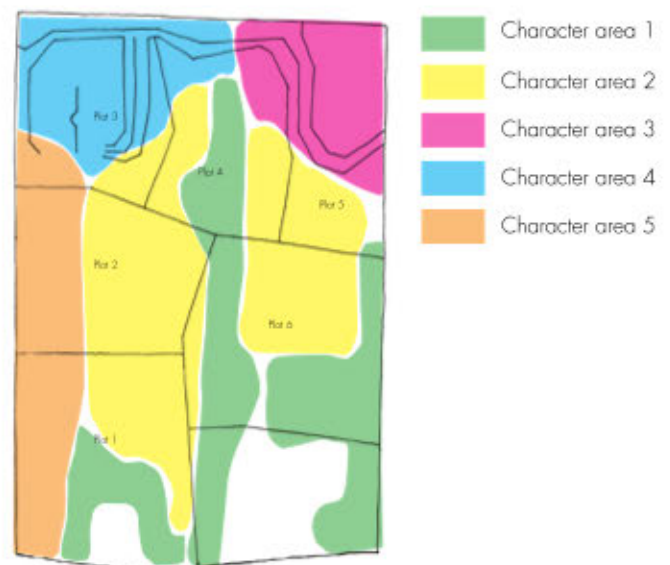 Character area 1
Character area 2
Character area 3
Character area 4
Character area 5
Plot 3
Plot 4
Plot 5
Plot 2
Plot 6
Plot 1